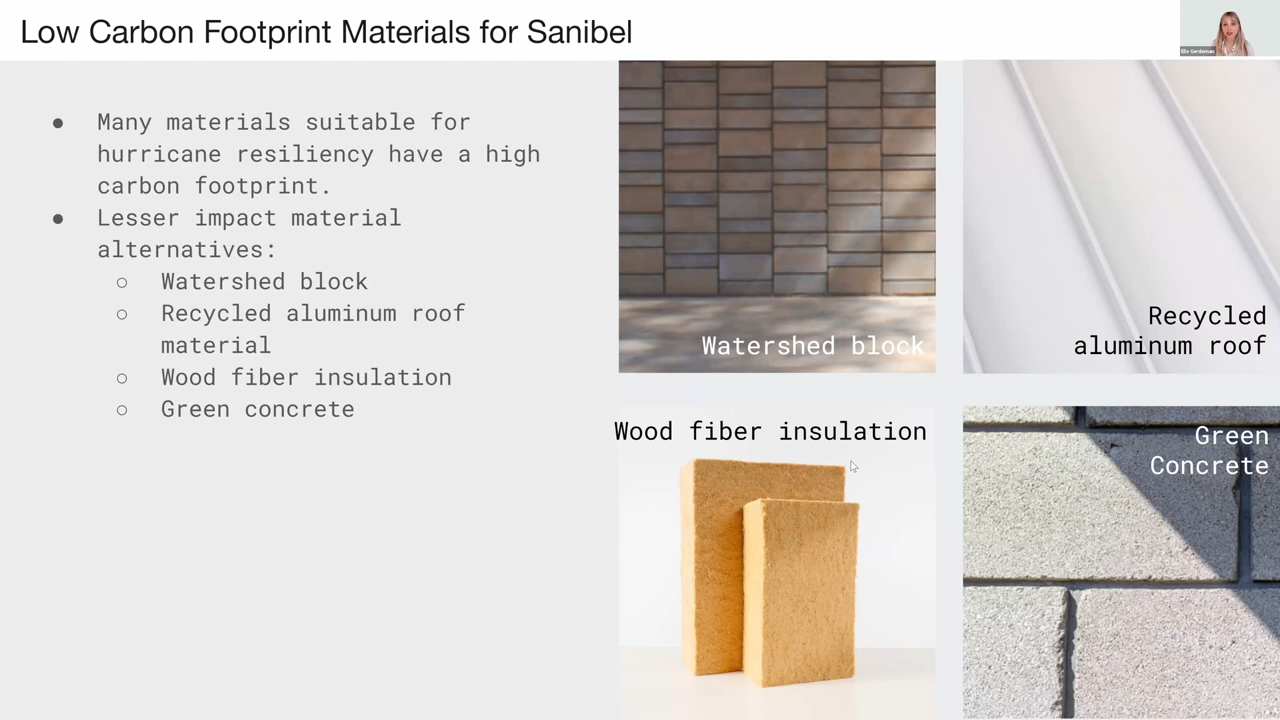 Low Carbon Footprint Materials for Sanibel
Elle Gerdeman
● Many materials suitable for
hurricane resiliency have a high
carbon footprint.
● Lesser impact material
alternatives:
○ Watershed block
○ Recycled aluminum roof
material
○ Wood fiber insulation
○ Green concrete
Watershed block
Recycled
aluminum roof
Wood fiber insulation
Green
Concrete